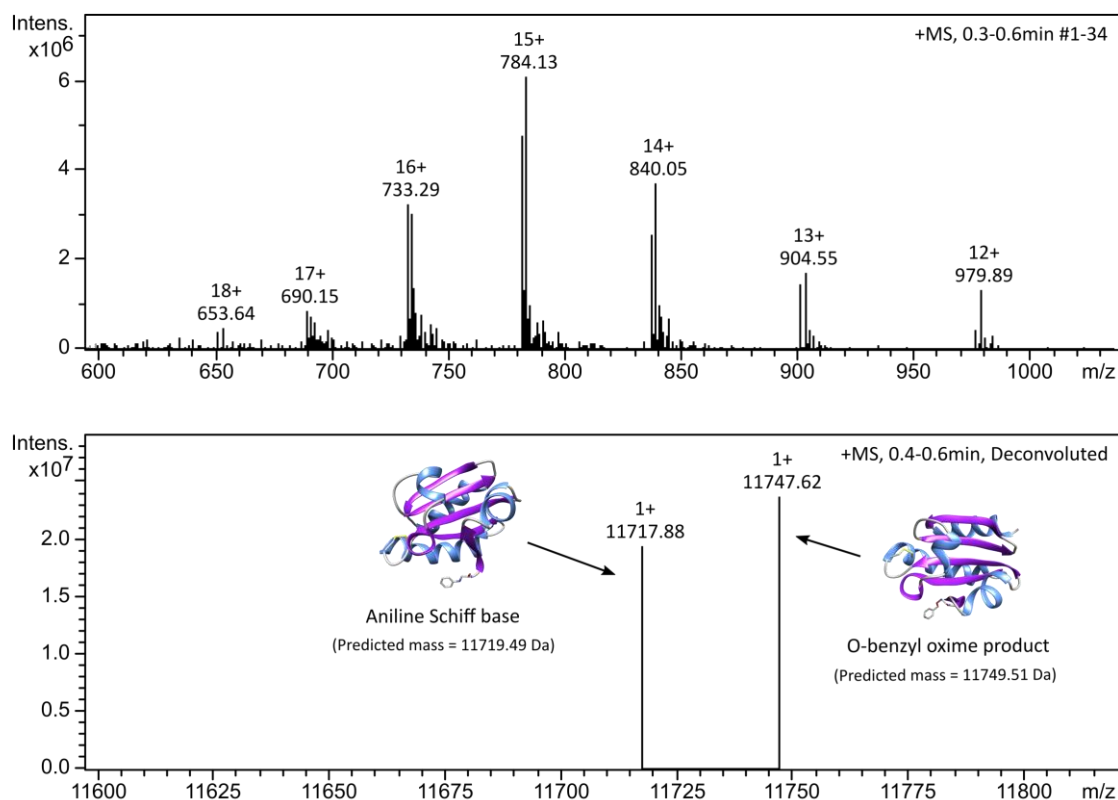 Intens.
x10⁶
+MS, 0.3-0.6min #1-34
6
4
2
0
18+
653.64
17+
690.15
16+
733.29
15+
784.13
14+
840.05
13+
904.55
12+
979.89
600 650 700 750 800 850 900 950 1000 m/z
Intens.
x10⁷
+MS, 0.4-0.6min, Deconvoluted
2.0
1.5
1.0
0.5
0.0
1+
11717.88
1+
11747.62
Aniline Schiff base
(Predicted mass = 11719.49 Da)
O-benzyl oxime product
(Predicted mass = 11749.51 Da)
11600 11625 11650 11675 11700 11725 11750 11775 11800 m/z